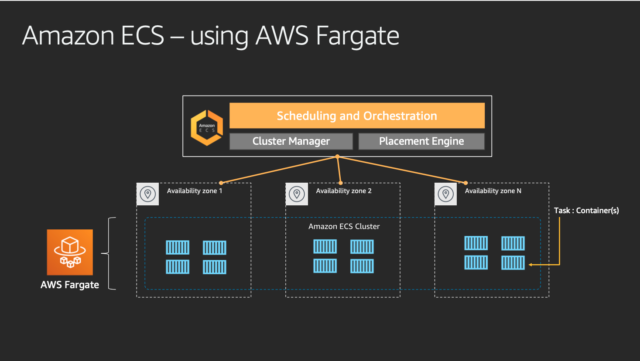 Amazon ECS – using AWS Fargate
Scheduling and Orchestration
Amazon
ECS
Cluster Manager
Placement Engine
Availability zone 1
Availability zone 2
Availability zone N
Task : Container(s)
Amazon ECS Cluster
AWS Fargate